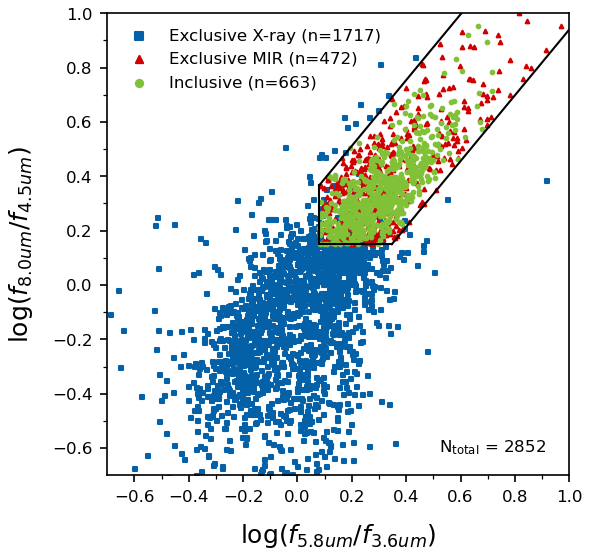 Exclusive X-ray (n=1717)
Exclusive MIR (n=472)
Inclusive (n=663)
1.0
0.8
0.6
0.4
0.2
0.0
−0.2
−0.4
−0.6
log(f8.0um/f4.5um)
Ntotal = 2852
−0.6 −0.4 −0.2 0.0 0.2 0.4 0.6 0.8 1.0
log(f5.8um/f3.6um)